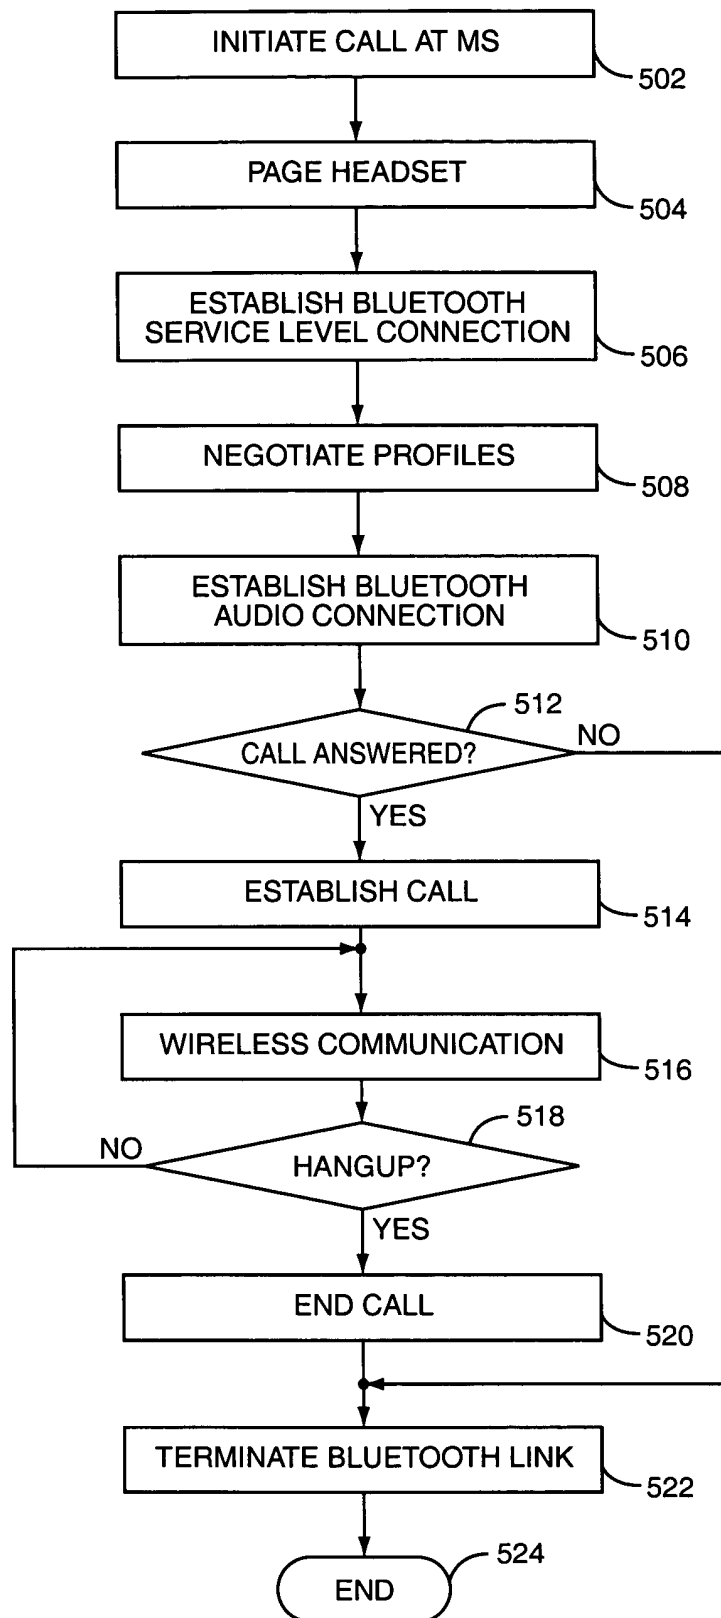 INITIATE CALL AT MS
502
PAGE HEADSET
504
ESTABLISH BLUETOOTH
SERVICE LEVEL CONNECTION
506
NEGOTIATE PROFILES
508
ESTABLISH BLUETOOTH
AUDIO CONNECTION
510
512
CALL ANSWERED?
NO
YES
ESTABLISH CALL
514
WIRELESS COMMUNICATION
516
518
NO
HANGUP?
YES
END CALL
520
TERMINATE BLUETOOTH LINK
522
524
END